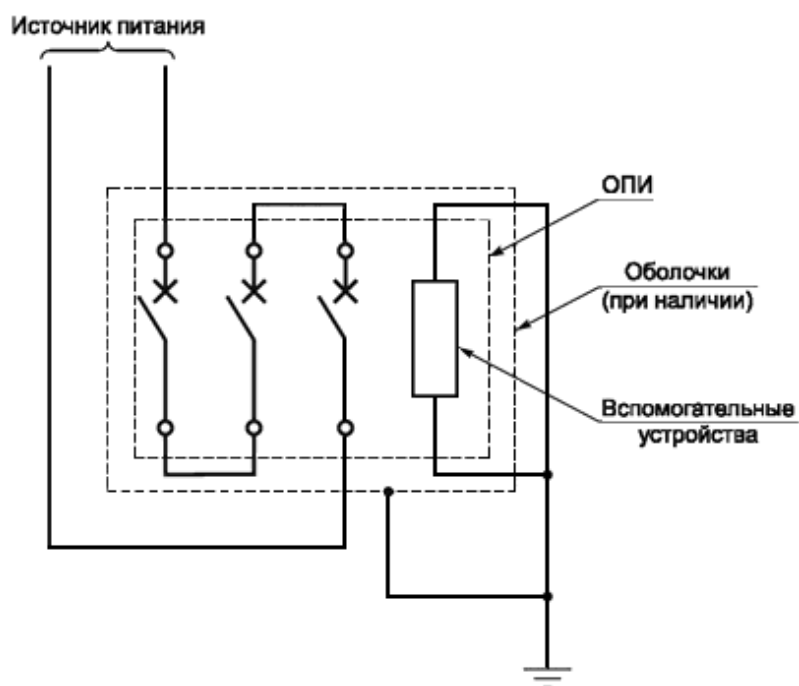 Источник питания
ОПИ
Оболочки
(при наличии)
Вспомогательные
устройства